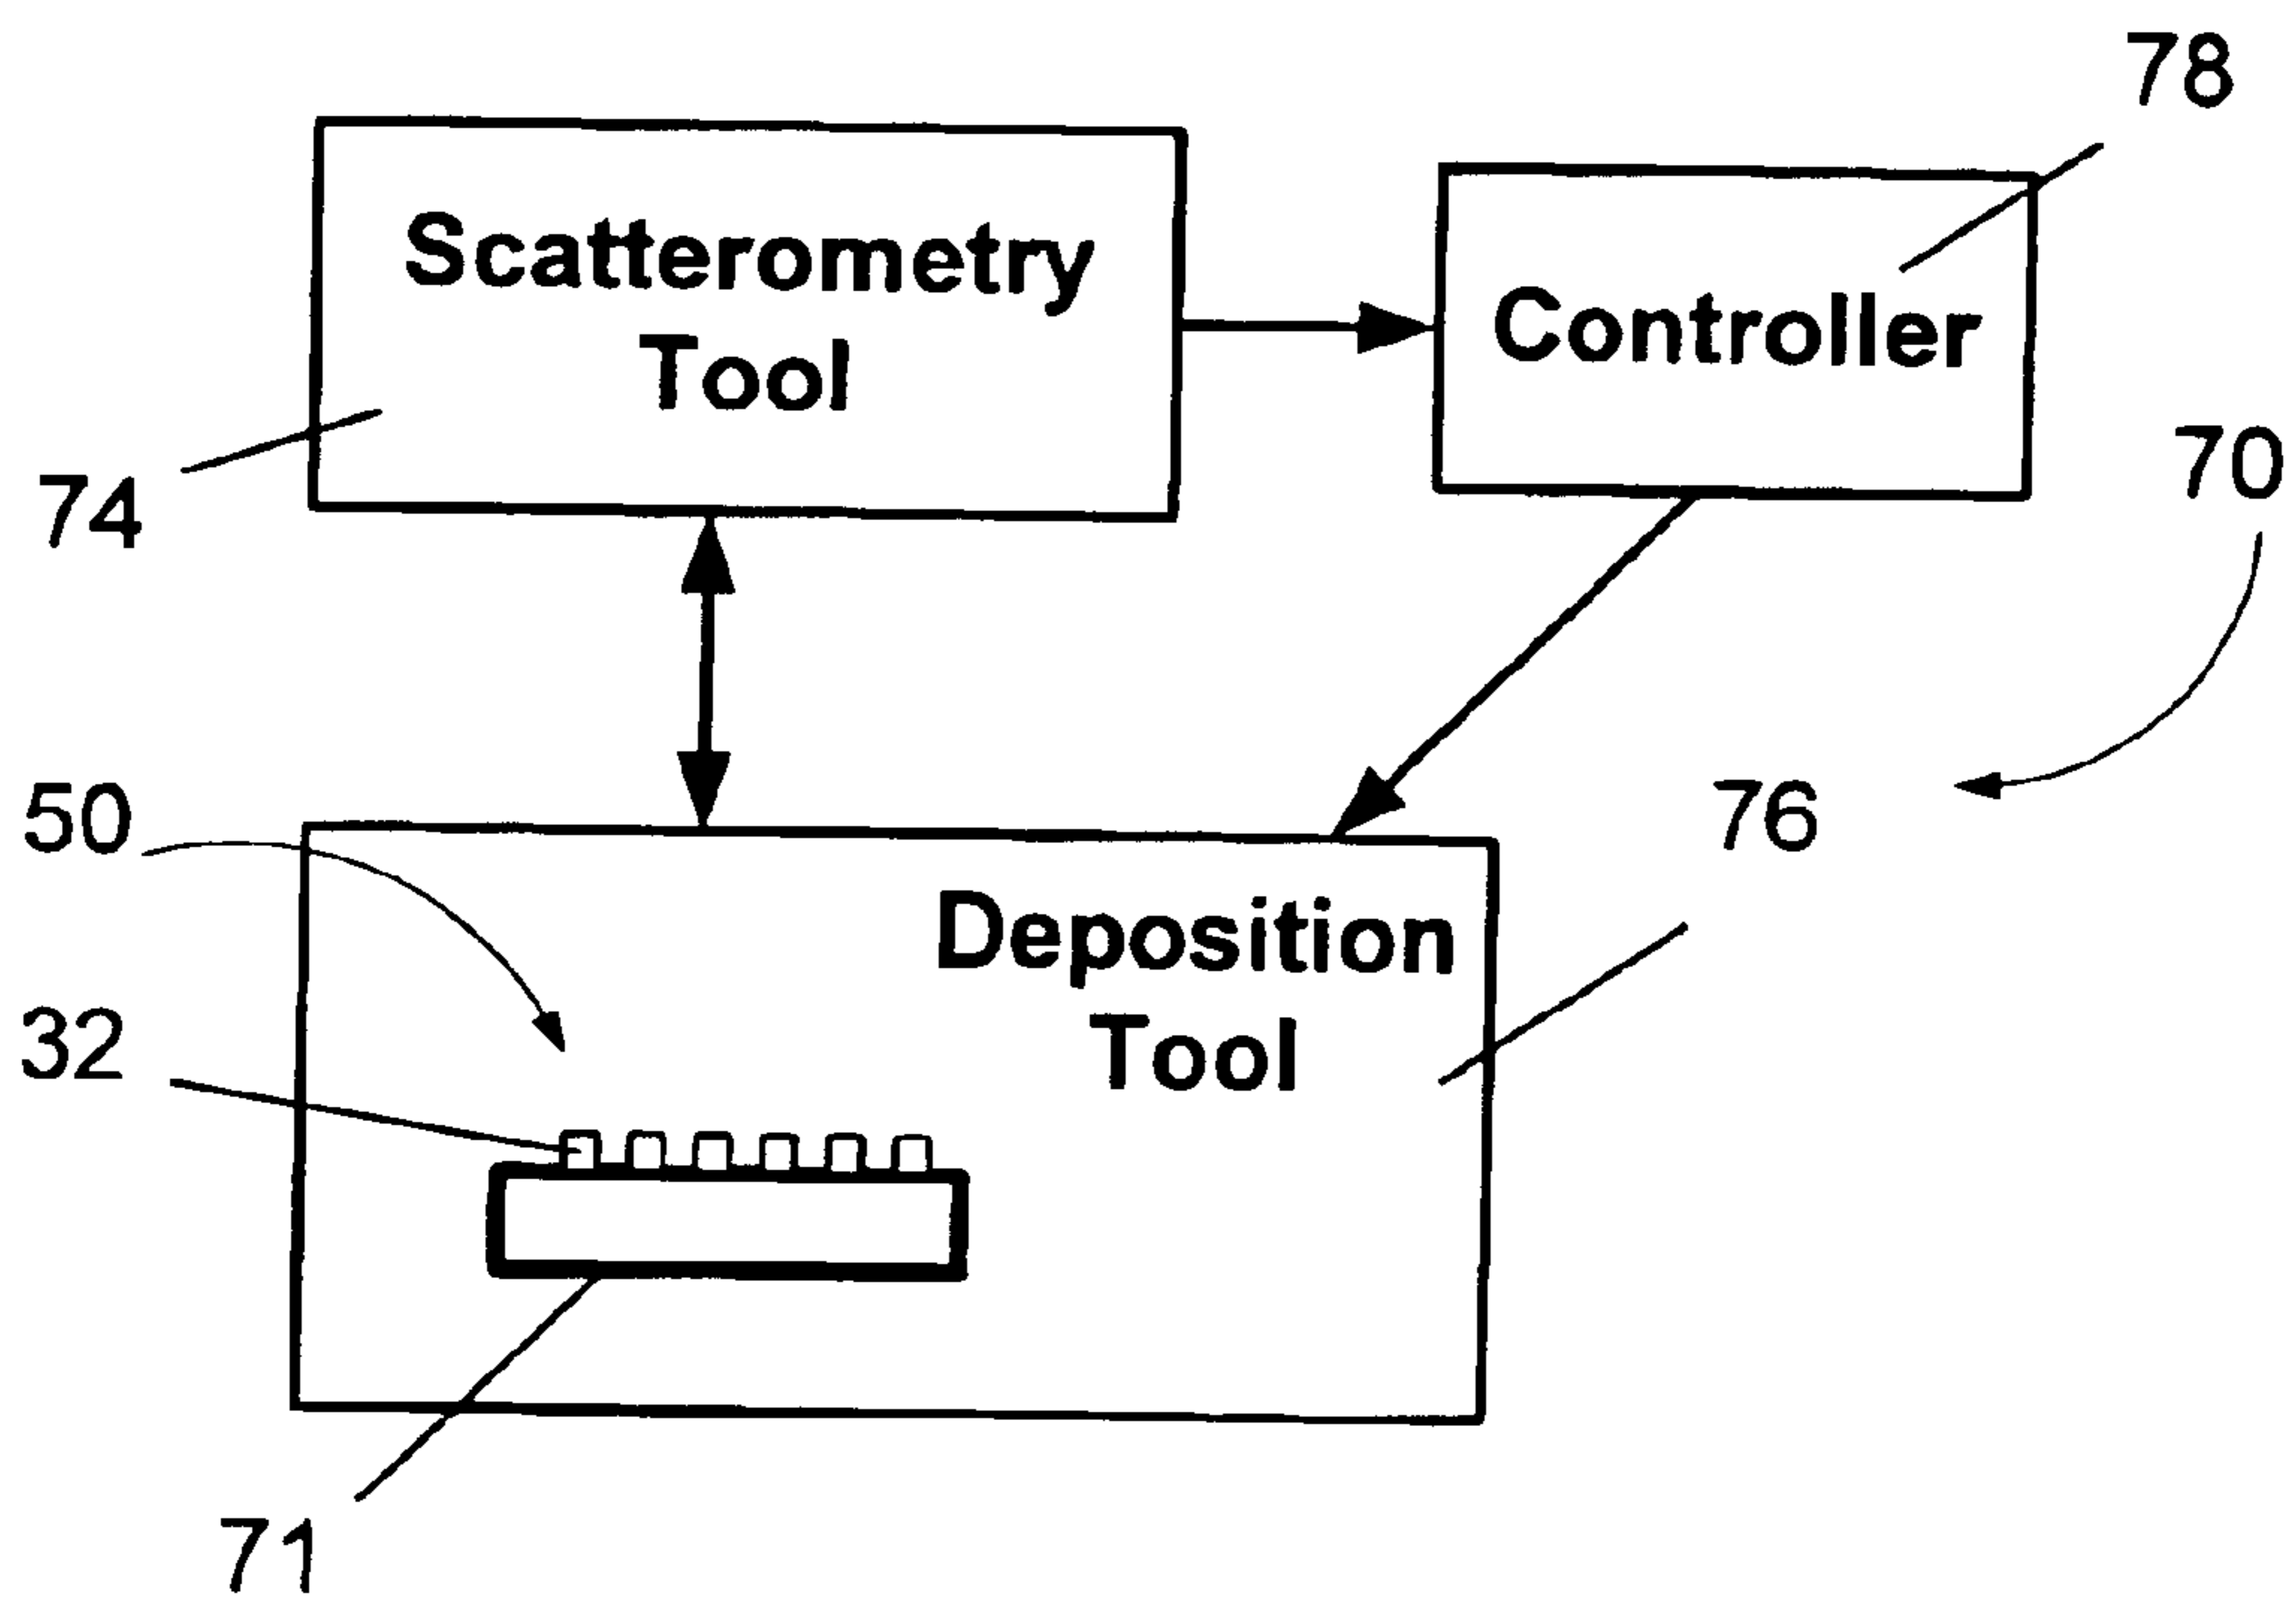 78
Scatterometry
Tool
Controller
74
70
50
76
Deposition
Tool
32
71